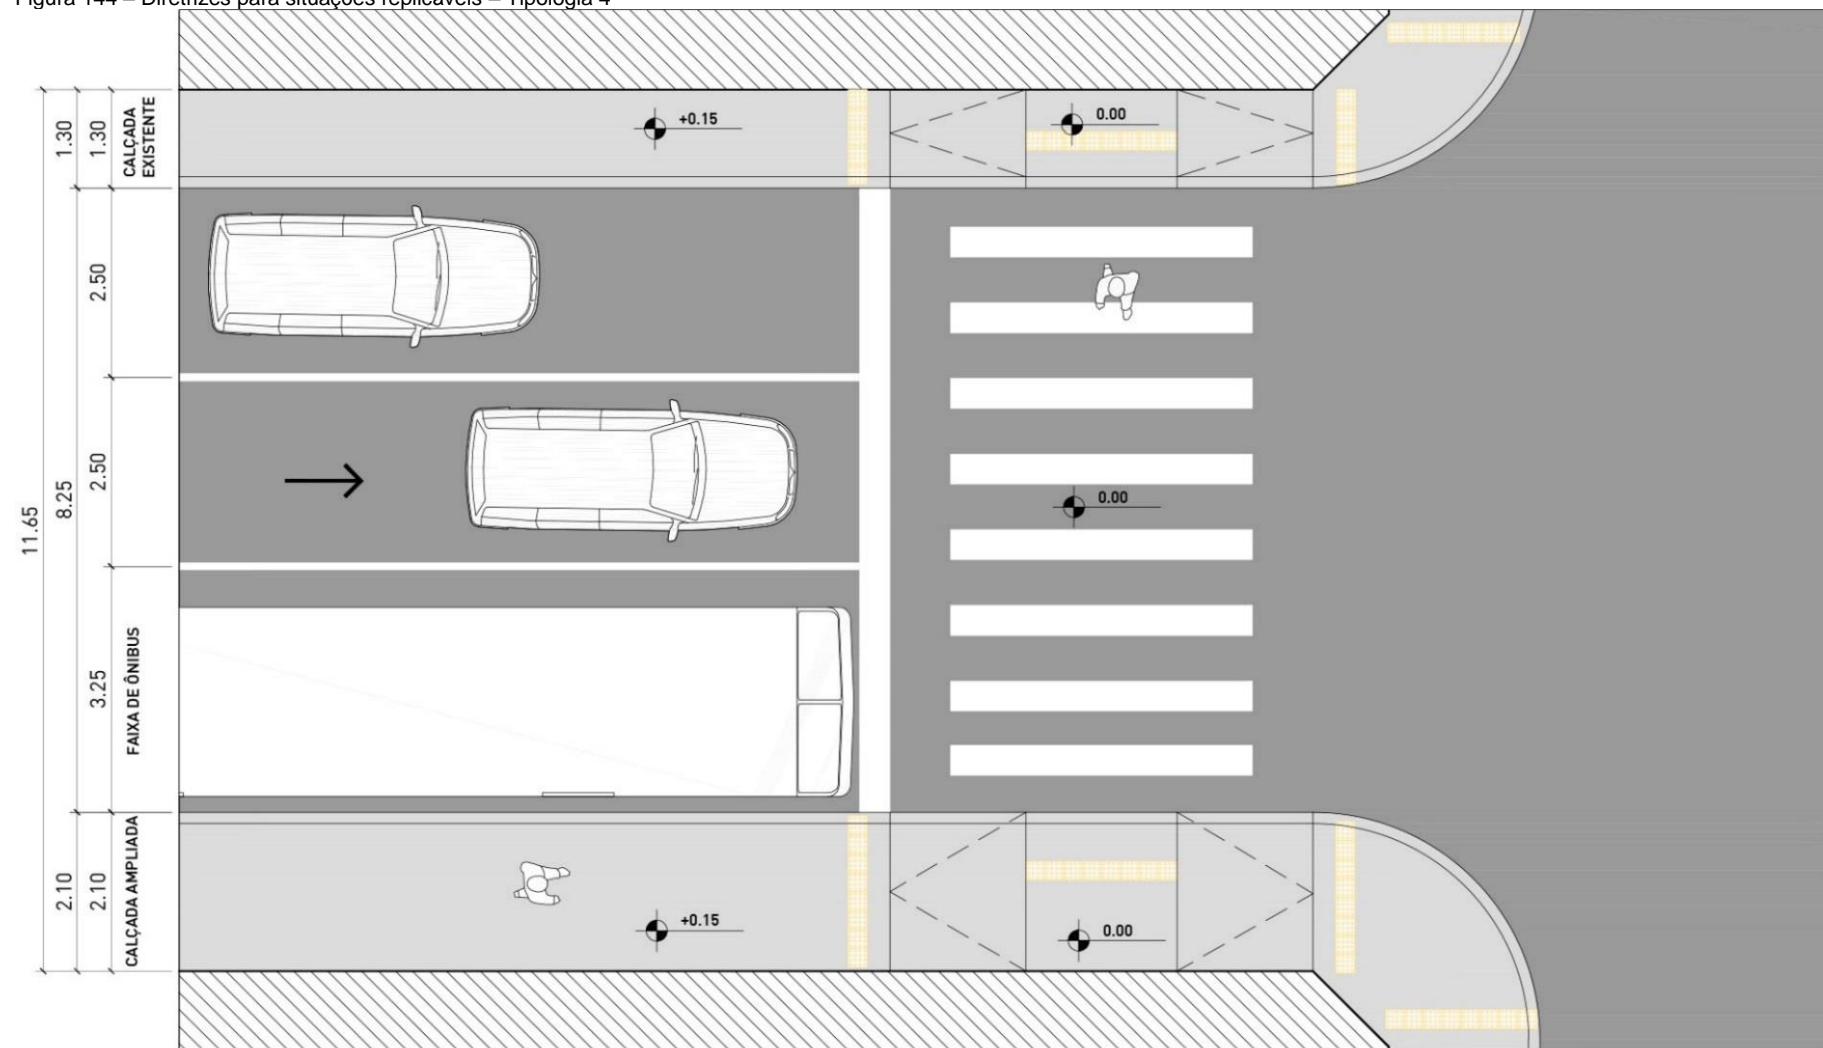 Figura 144 – Diretrizes para situações replicáveis – Tipologia 4
11.65
1.30
8.25
2.10
1.30
2.50
2.50
3.25
2.10
CALÇADA
EXISTENTE
FAIXA DE ÔNIBUS
CALÇADA AMPLIADA
+0.15
0.00
0.00
+0.15
0.00